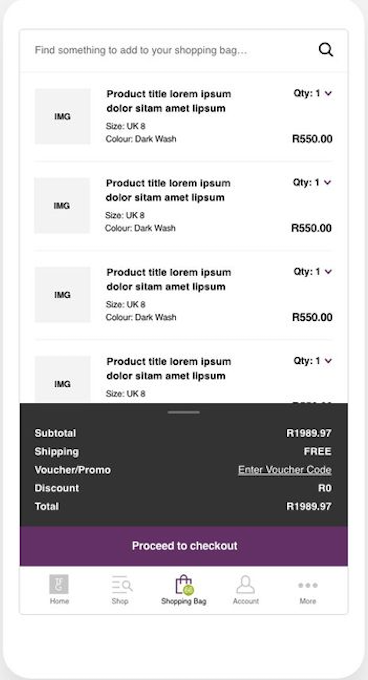 Find something to add to your shopping bag...
Product title lorem ipsum
dolor sitam amet lipsum
Qty: 1
IMG
Size: UK 8
Colour: Dark Wash
R550.00
Product title lorem ipsum
dolor sitam amet lipsum
Qty: 1
IMG
Size: UK 8
Colour: Dark Wash
R550.00
Product title lorem ipsum
dolor sitam amet lipsum
Qty: 1
IMG
Size: UK 8
Colour: Dark Wash
R550.00
Product title lorem ipsum
dolor sitam amet lipsum
Qty: 1
IMG
Size: UK 8
Subtotal R1989.97
Shipping FREE
Voucher/Promo Enter Voucher Code
Discount R0
Total R1989.97
Proceed to checkout
TFG
66
Home Shop Shopping Bag Account More